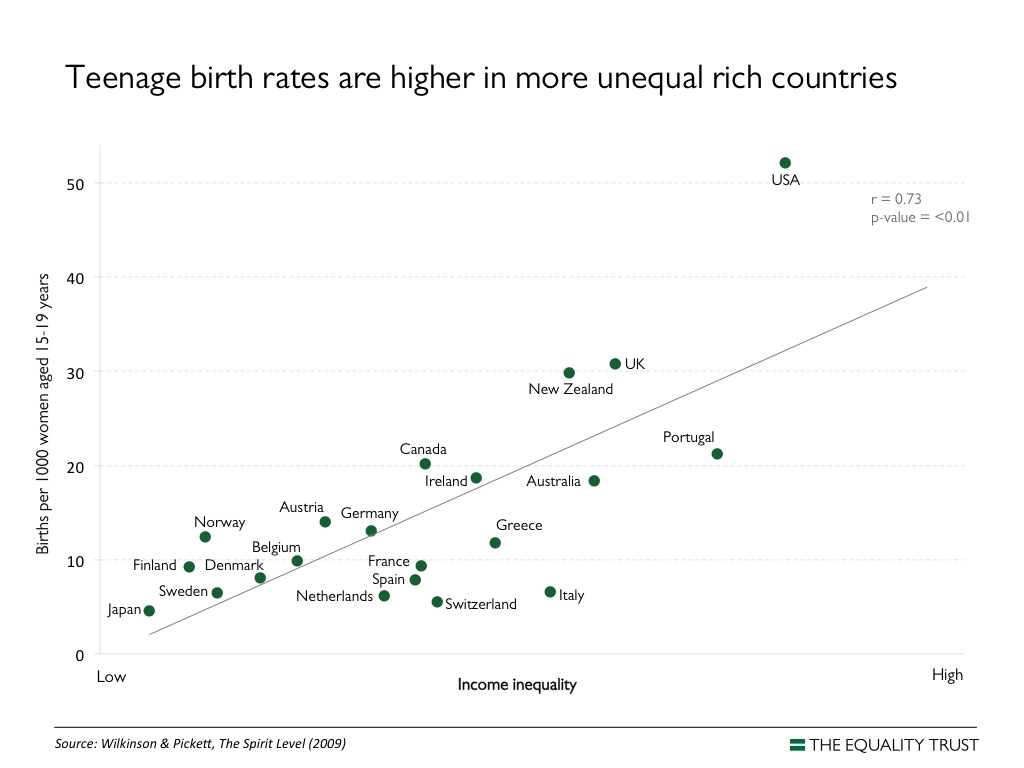 Teenage birth rates are higher in more unequal rich countries
Births per 1000 women aged 15-19 years
50
40
30
20
10
0
USA
r = 0.73
p-value = <0.01
UK
New Zealand
Portugal
Canada
Ireland
Australia
Austria
Germany
Norway
Greece
Belgium
Finland
Denmark
France
Spain
Sweden
Netherlands
Switzerland
Italy
Japan
Low
High
Income inequality
Source: Wilkinson & Pickett, The Spirit Level (2009)
THE EQUALITY TRUST